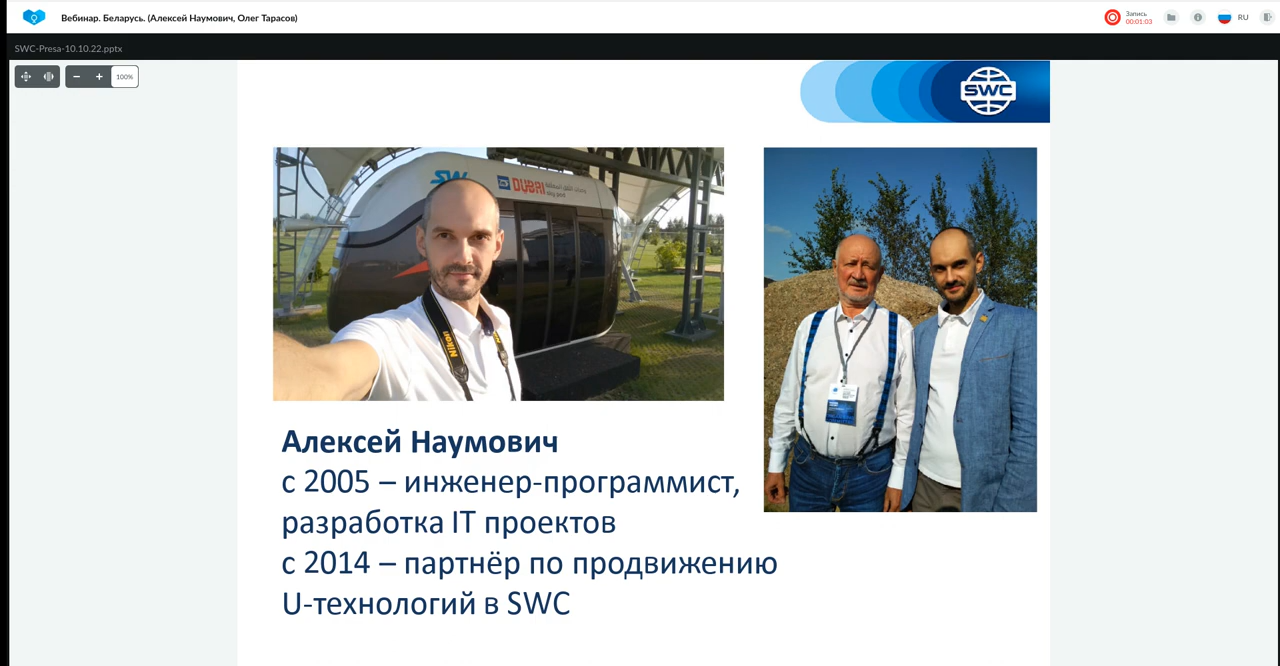 Вебинар. Беларусь. (Алексей Наумович, Олег Тарасов)
Запись
00:01:03
RU
SWC-Presa-10.10.22.pptx
100%
SWC
SW
DUBAI
Nikon
Алексей Наумович
с 2005 – инженер-программист,
разработка IT проектов
с 2014 – партнёр по продвижению
U-технологий в SWC